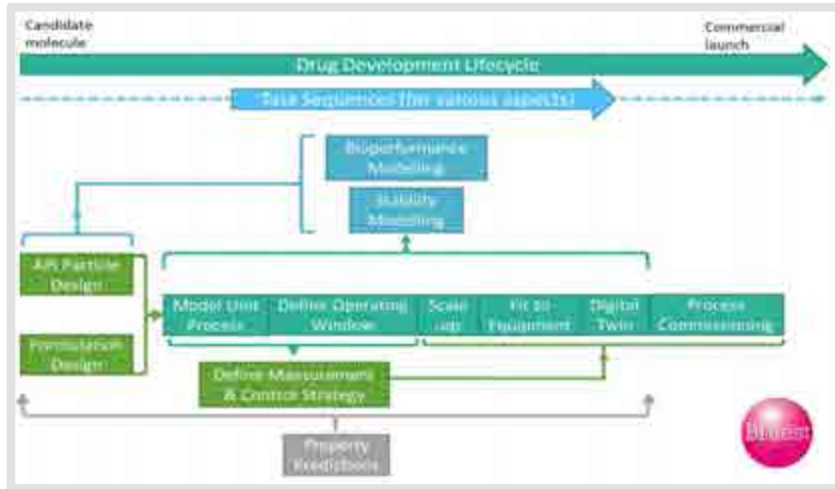 Candidate
molecule
Commercial
launch
Drug Development Lifecycle
Task Sequences (for various aspects)
Bioperformance
Modelling
Stability
Modelling
API Particle
Design
Model Unit
Process
Define Operating
Window
Scale
up
Fit to
Equipment
Digital
Twin
Process
Commissioning
Formulation
Design
Define Measurement
& Control Strategy
Property
Predictions